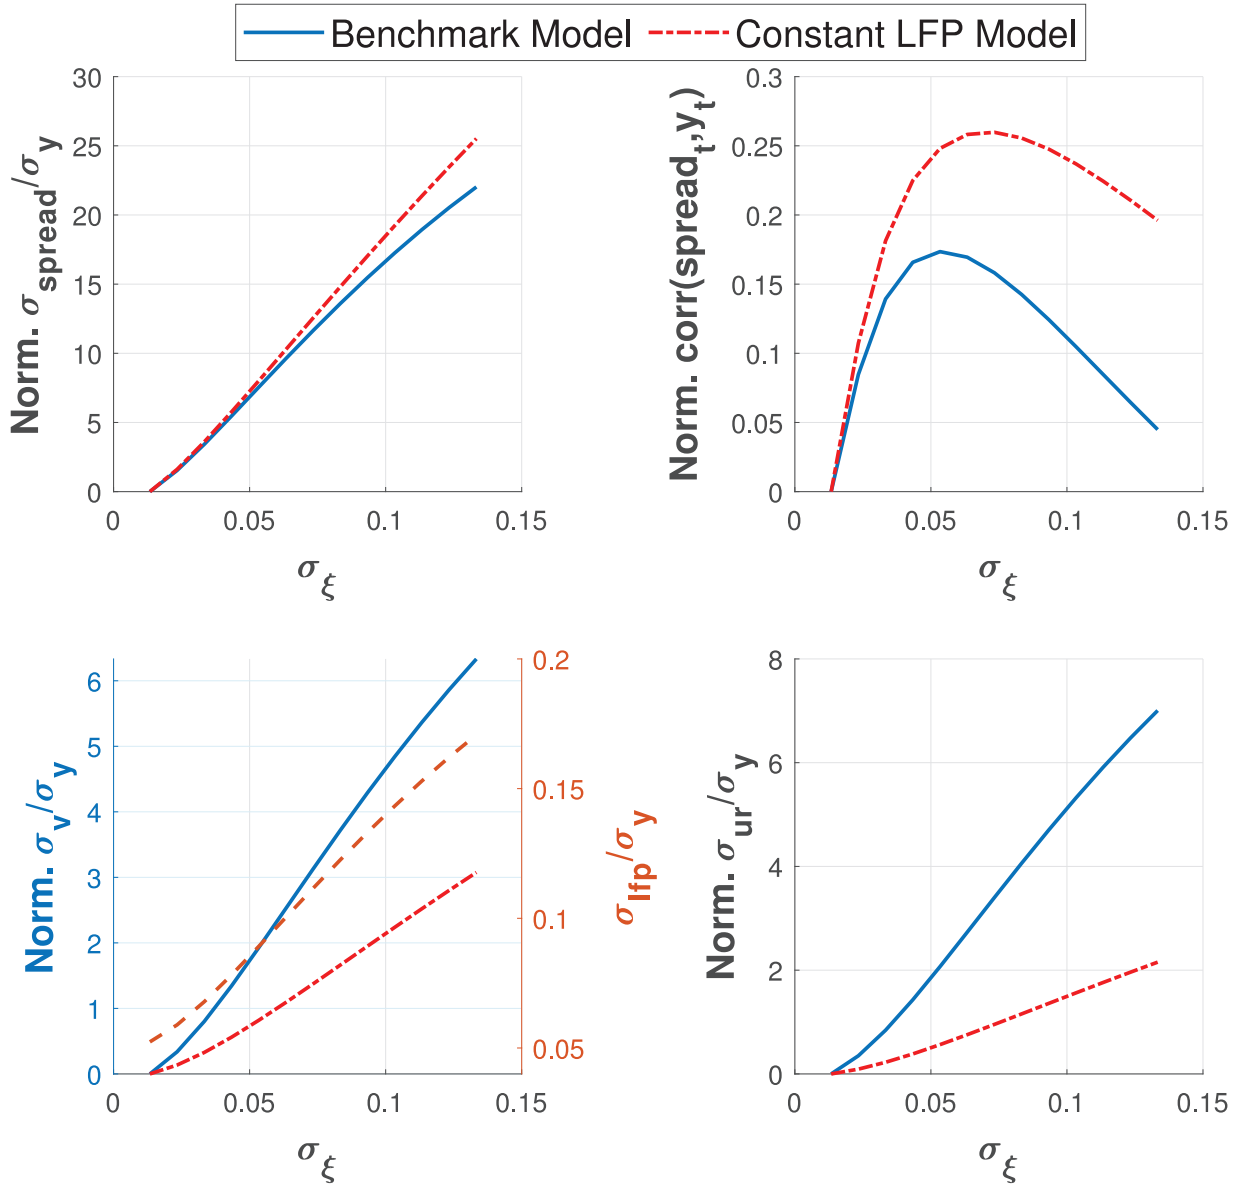 Benchmark Model Constant LFP Model
Norm. σspread/σy
30
25
20
15
10
5
0
0 0.05 0.1 0.15
σξ
Norm. corr(spreadt,yt)
0.3
0.25
0.2
0.15
0.1
0.05
0
0 0.05 0.1 0.15
σξ
Norm. σv/σy
6
5
4
3
2
1
0
0 0.05 0.1 0.15
σξ
0.2
0.15
0.1
0.05
σlfp/σy
Norm. σur/σy
8
6
4
2
0
0 0.05 0.1 0.15
σξ